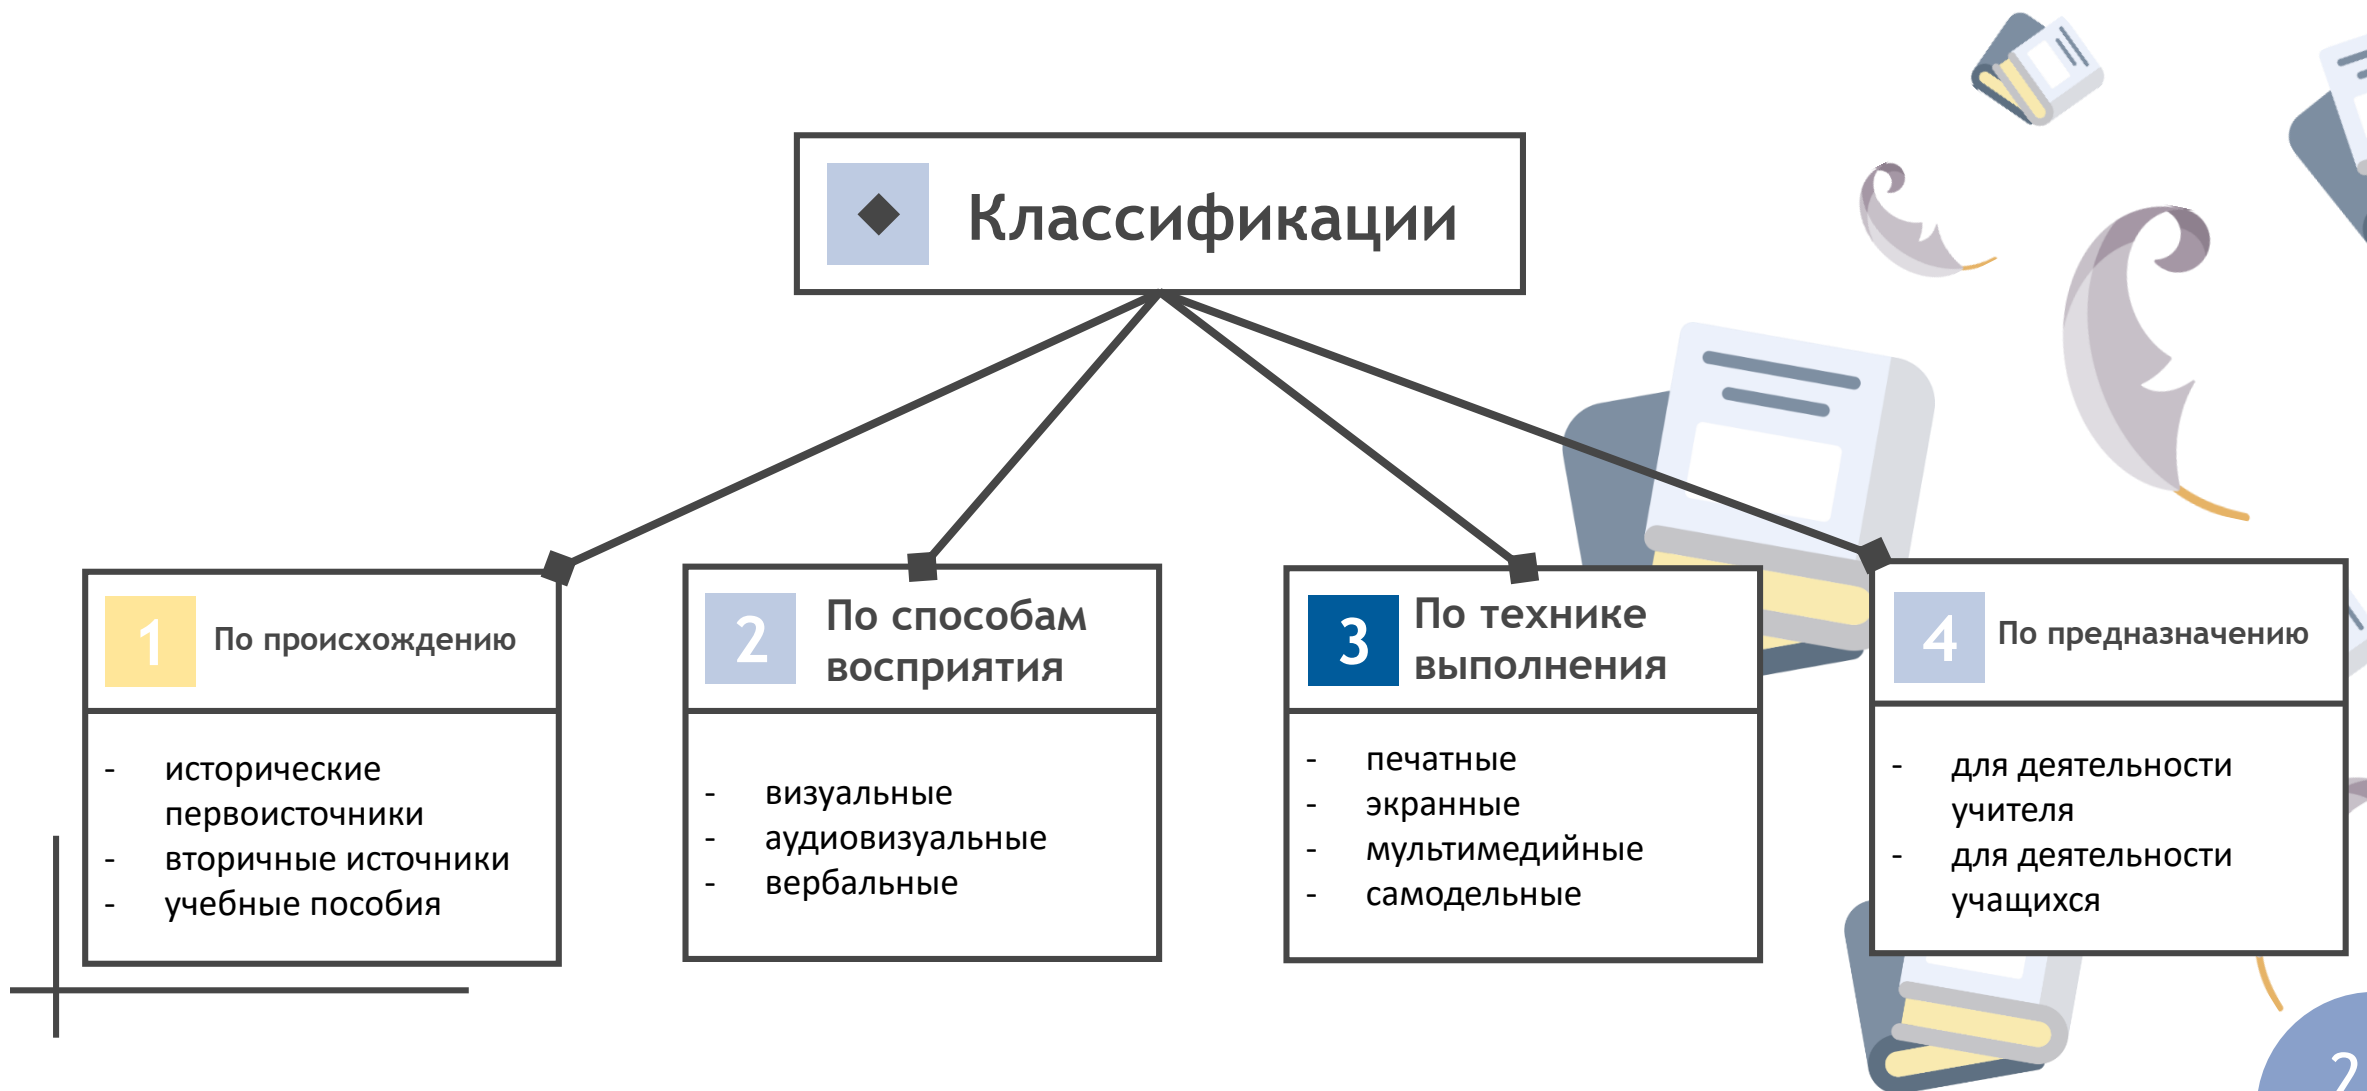 Классификации
1
По происхождению
- исторические
первоисточники
- вторичные источники
- учебные пособия
2
По способам
восприятия
- визуальные
- аудиовизуальные
- вербальные
3
По технике
выполнения
- печатные
- экранные
- мультимедийные
- самодельные
4
По предназначению
- для деятельности
учителя
- для деятельности
учащихся
2